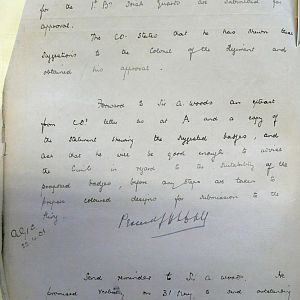 for the 1st Bn Irish Guards are submitted for
approval.
The CO. States that he has shown these
suggestions to the Colonel of the Regiment and
obtained his approval.
Forward to Sir A. Woods an extract
from CO's letter as at A and a copy
of the statement showing the suggested badges, and
ask that he will be good enough to advise
the in regard to the suitability of the
proposed badges, before any steps are taken to
prepare coloured designs for submission to the
King.
Send reminder to Sir A. Woods. He
promised verbally on 31 May to send outstanding